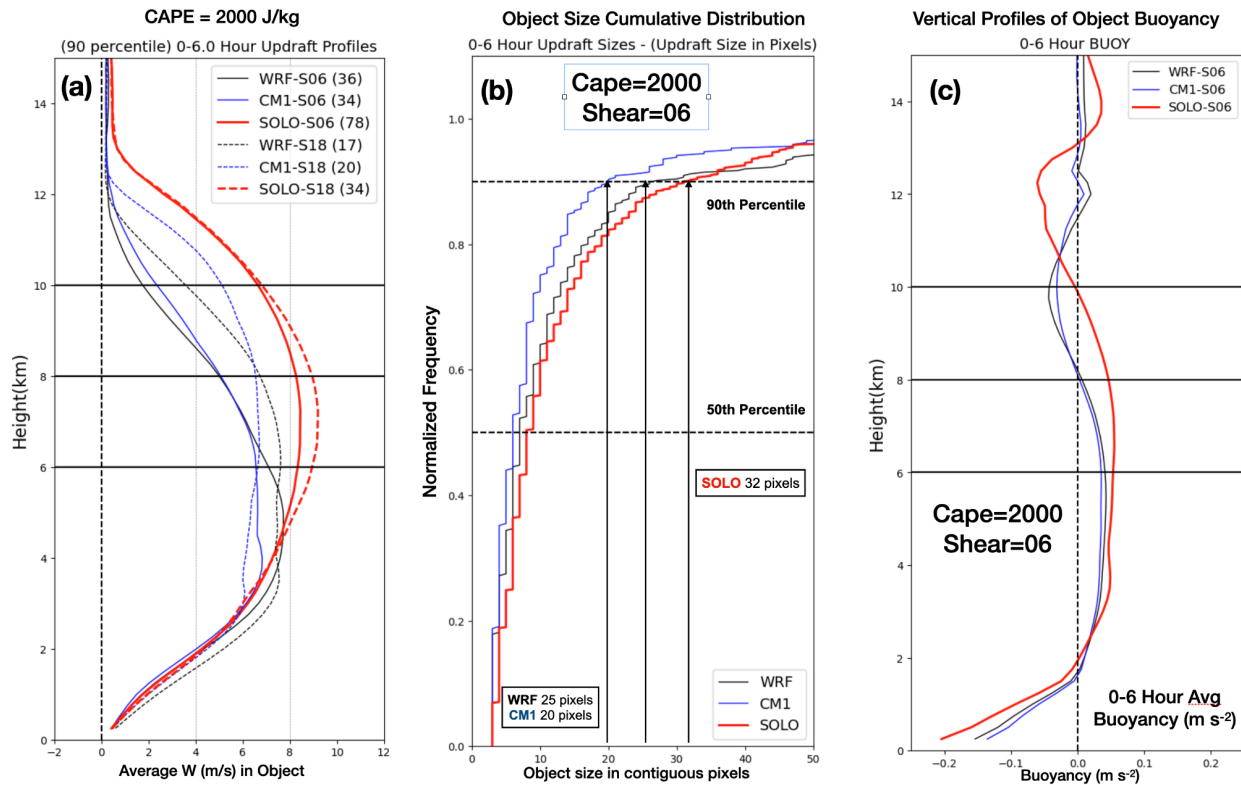 CAPE = 2000 J/kg
(90 percentile) 0-6.0 Hour Updraft Profiles
(a)
WRF-S06 (36)
CM1-S06 (34)
SOLO-S06 (78)
WRF-S18 (17)
CM1-S18 (20)
SOLO-S18 (34)
14
12
10
8
6
4
2
0
Height(km)
−2
0
2
4
6
8
10
12
Average W (m/s) in Object
Object Size Cumulative Distribution
0-6 Hour Updraft Sizes - (Updraft Size in Pixels)
(b)
Cape=2000
Shear=06
1.0
0.8
0.6
0.4
0.2
0.0
Normalized Frequency
90th Percentile
50th Percentile
SOLO 32 pixels
WRF 25 pixels
CM1 20 pixels
WRF
CM1
SOLO
0
10
20
30
40
50
Object size in contiguous pixels
Vertical Profiles of Object Buoyancy
0-6 Hour BUOY
(c)
WRF-S06
CM1-S06
SOLO-S06
14
12
10
8
6
4
2
0
Height(km)
Cape=2000
Shear=06
0-6 Hour Avg
Buoyancy (m s-2)
−0.2
−0.1
0.0
0.1
0.2
Buoyancy (m s-2)